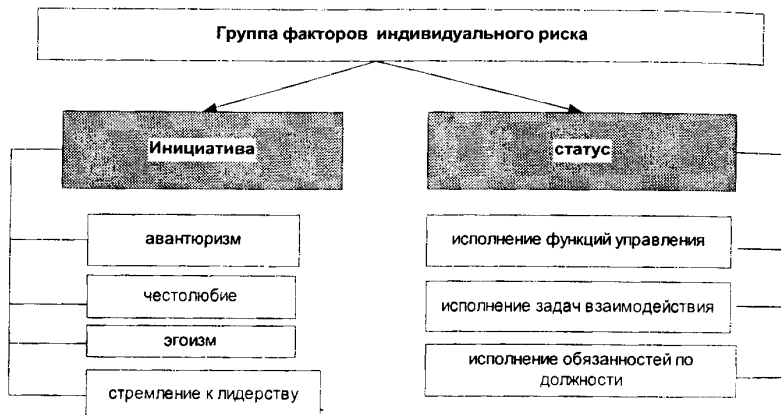 Группа факторов индивидуального риска
Инициатива
авантюризм
честолюбие
эгоизм
стремление к лидерству
статус
исполнение функций управления
исполнение задач взаимодействия
исполнение обязанностей по
должности